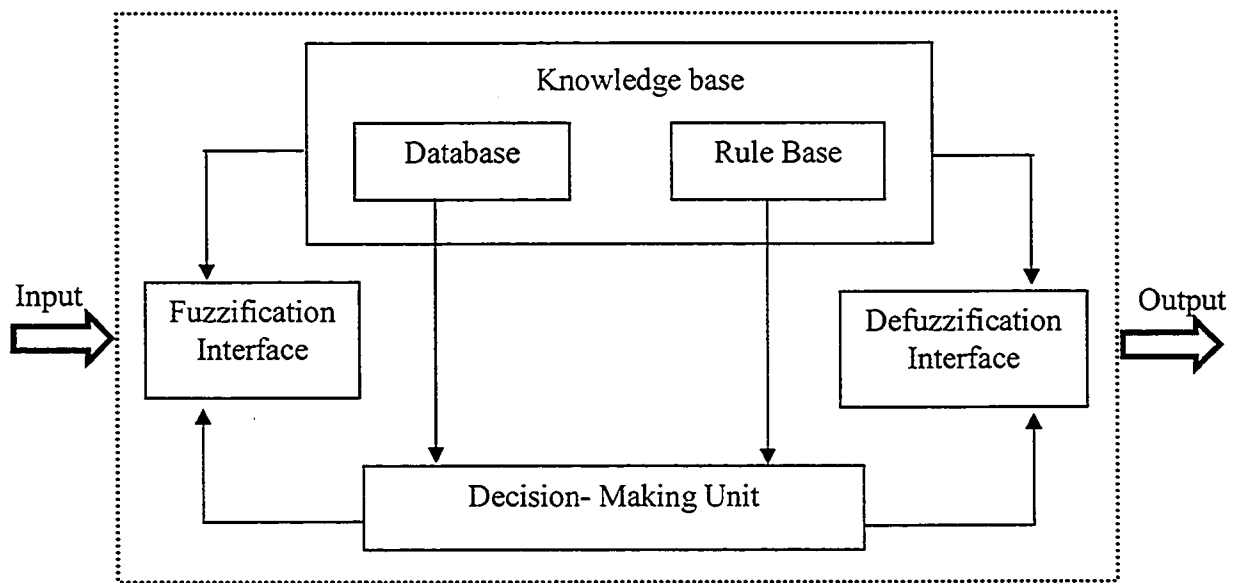 Knowledge base
Database
Rule Base
Input
Fuzzification
Interface
Defuzzification
Interface
Output
Decision- Making Unit